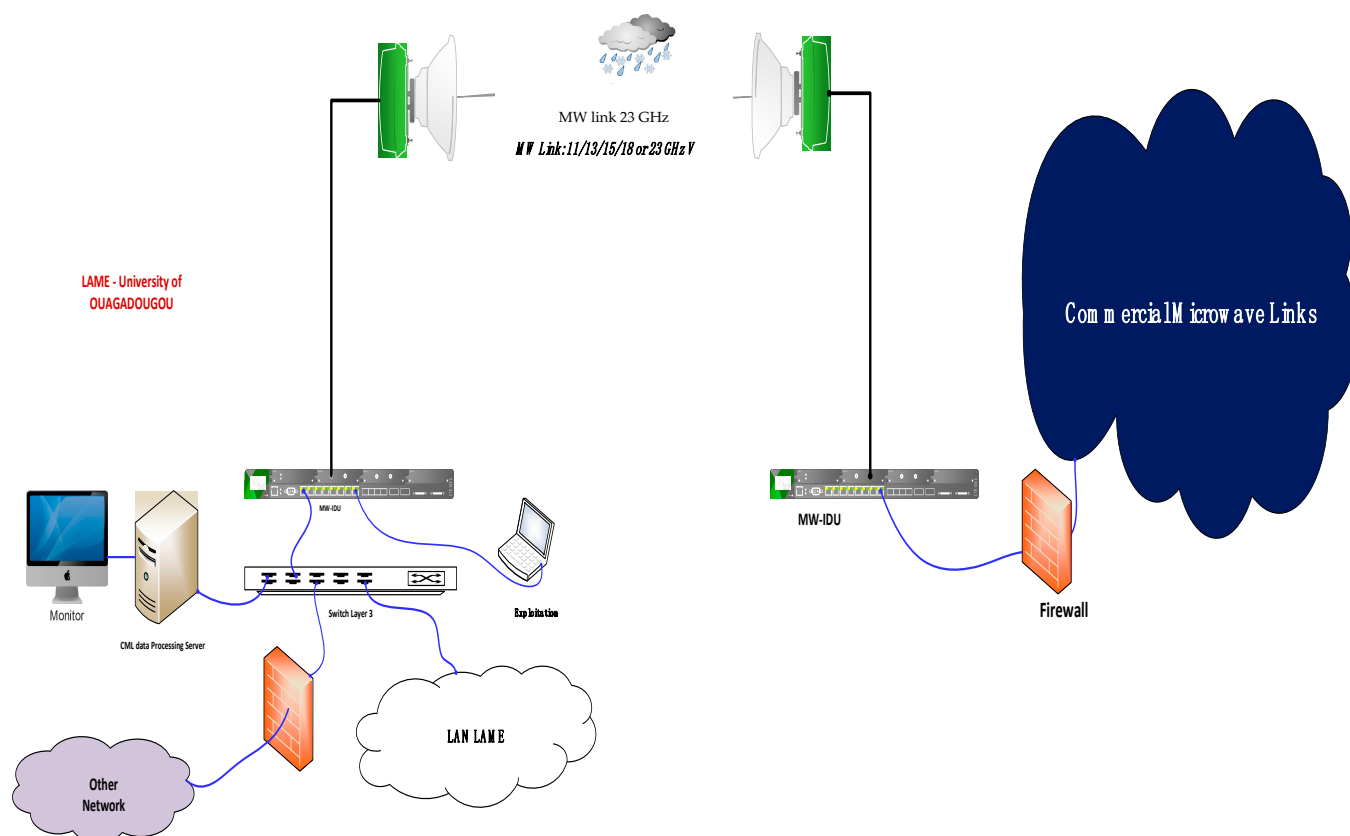 MW link 23 GHz
MW Link: 11/13/15/18 or 23 GHz V
LAME - University of
OUAGADOUGOU
Commercial Microwave Links
MW-IDU
MW-IDU
Monitor
CML data Processing Server
Switch Layer 3
Exploitation
Firewall
LAN LAME
Other
Network